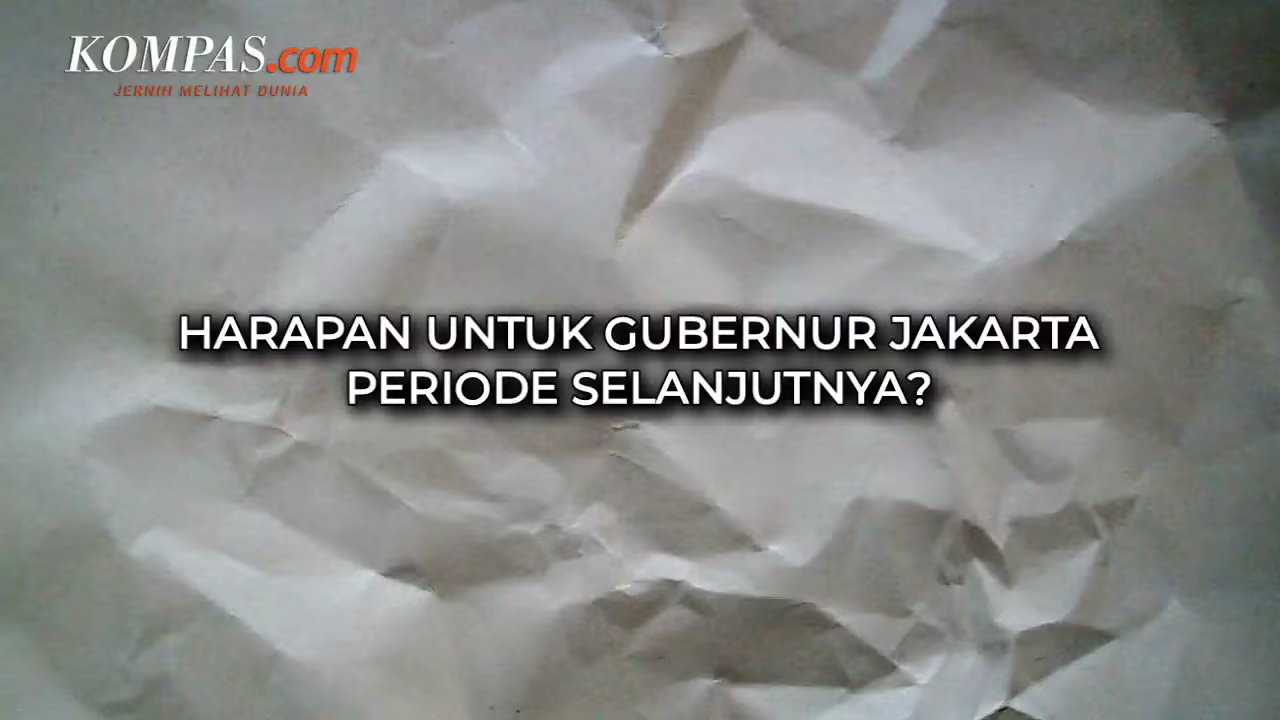 KOMPAS.com
JERNIH MELIHAT DUNIA
HARAPAN UNTUK GUBERNUR JAKARTA
PERIODE SELANJUTNYA?